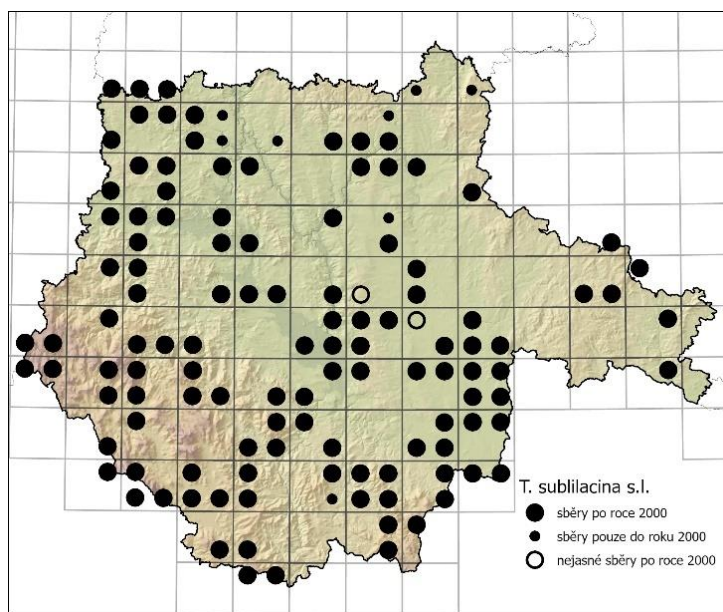 T. sublilacina s.l.
sběry po roce 2000
sběry pouze do roku 2000
nejasné sběry po roce 2000